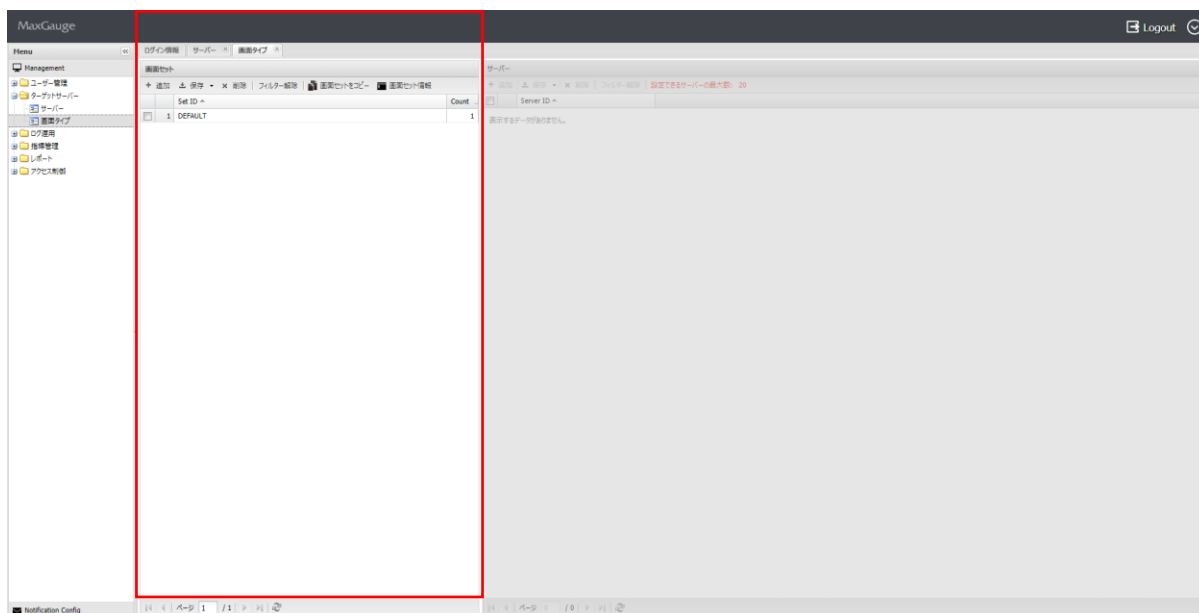 MaxGauge
Logout
Menu
Management
ユーザー管理
ターゲットサーバー
サーバー
画面タイプ
ログ運用
指標管理
レポート
アクセス制御
Notification Config
ログイン情報 サーバー 画面タイプ
画面セット
+ 追加 保存 × 削除 フィルター解除 画面セットをコピー 画面セット情報
Set ID Count
1 DEFAULT 1
ページ 1 / 1
サーバー
+ 追加 保存 × 削除 フィルター解除 設定できるサーバーの最大数: 20
Server ID
表示するデータがありません。
ページ / 0